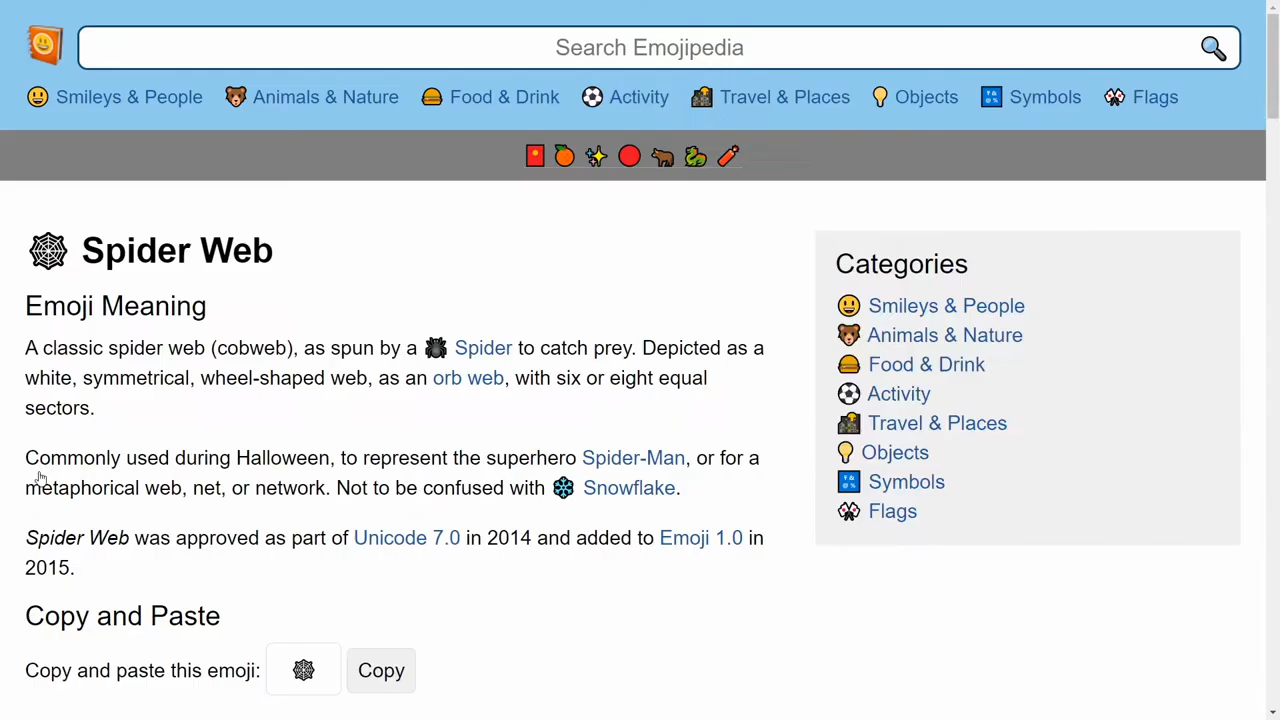 Search Emojipedia
Smileys & People Animals & Nature Food & Drink Activity Travel & Places Objects Symbols Flags
Spider Web
Emoji Meaning
A classic spider web (cobweb), as spun by a Spider to catch prey. Depicted as a
white, symmetrical, wheel-shaped web, as an orb web, with six or eight equal
sectors.
Commonly used during Halloween, to represent the superhero Spider-Man, or for a
metaphorical web, net, or network. Not to be confused with Snowflake.
Spider Web was approved as part of Unicode 7.0 in 2014 and added to Emoji 1.0 in
2015.
Copy and Paste
Copy and paste this emoji: Copy
Categories
Smileys & People
Animals & Nature
Food & Drink
Activity
Travel & Places
Objects
Symbols
Flags